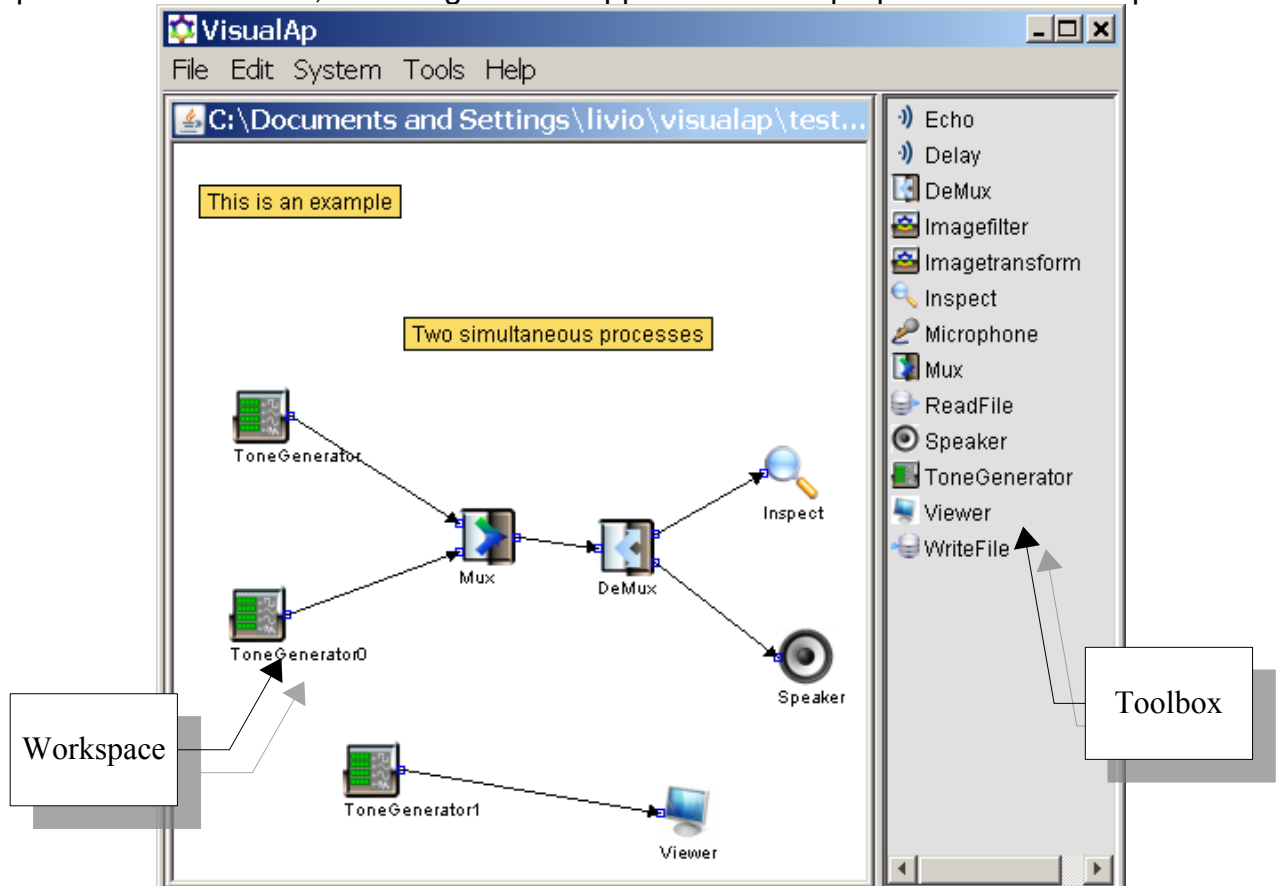 VisualAp
File Edit System Tools Help
C:\Documents and Settings\livio\visualap\test...
This is an example
Two simultaneous processes
ToneGenerator
Mux
DeMux
Inspect
ToneGenerator0
Speaker
ToneGenerator1
Viewer
Echo
Delay
DeMux
Imagefilter
Imagetransform
Inspect
Microphone
Mux
ReadFile
Speaker
ToneGenerator
Viewer
WriteFile
Workspace
Toolbox